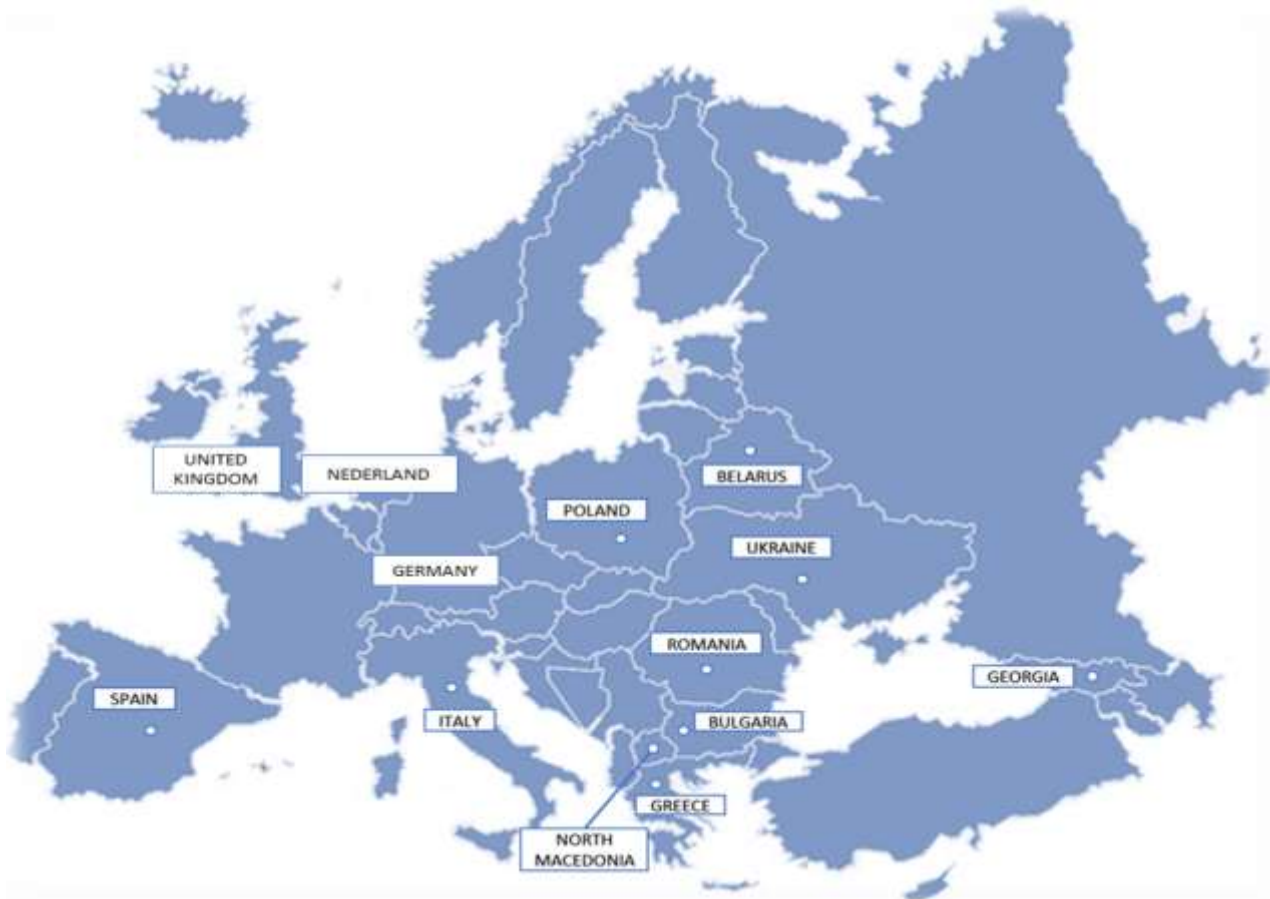 UNITED
KINGDOM
NEDERLAND
BELARUS
POLAND
UKRAINE
GERMANY
ROMANIA
GEORGIA
SPAIN
ITALY
BULGARIA
GREECE
NORTH
MACEDONIA